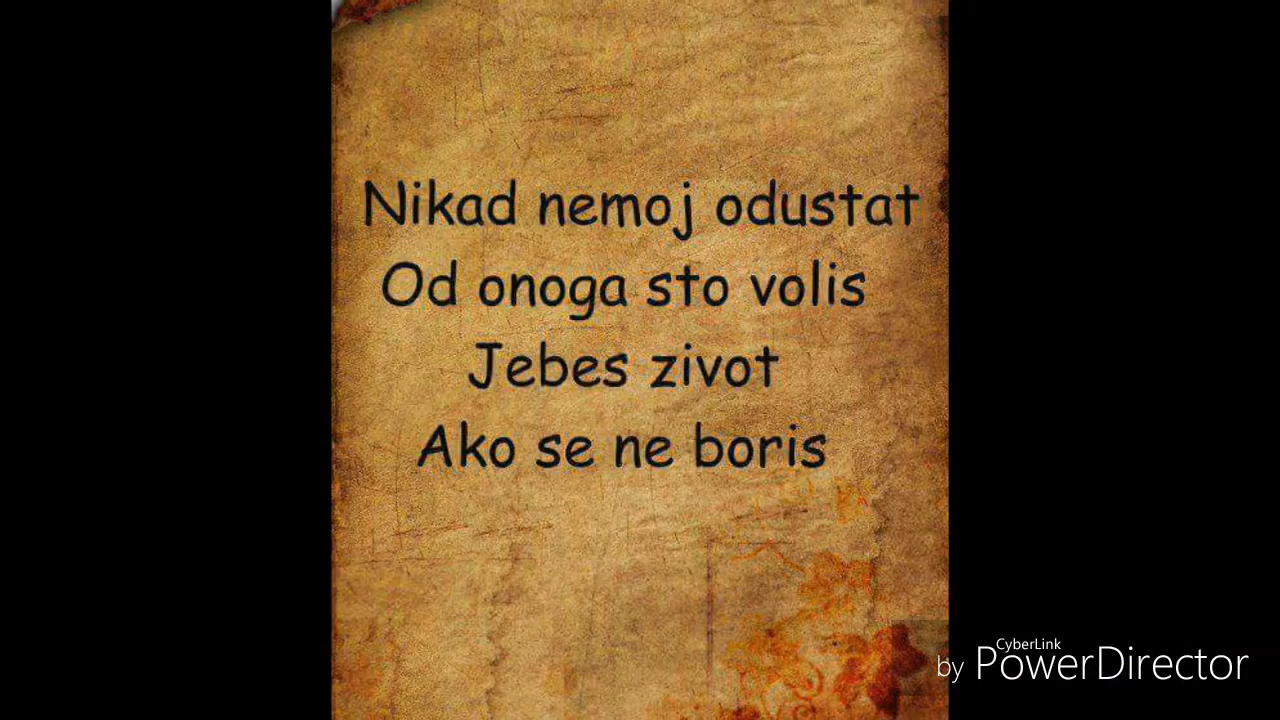 Nikad nemoj odustat
Od onoga sto volis
Jebes zivot
Ako se ne boris
CyberLink
by PowerDirector